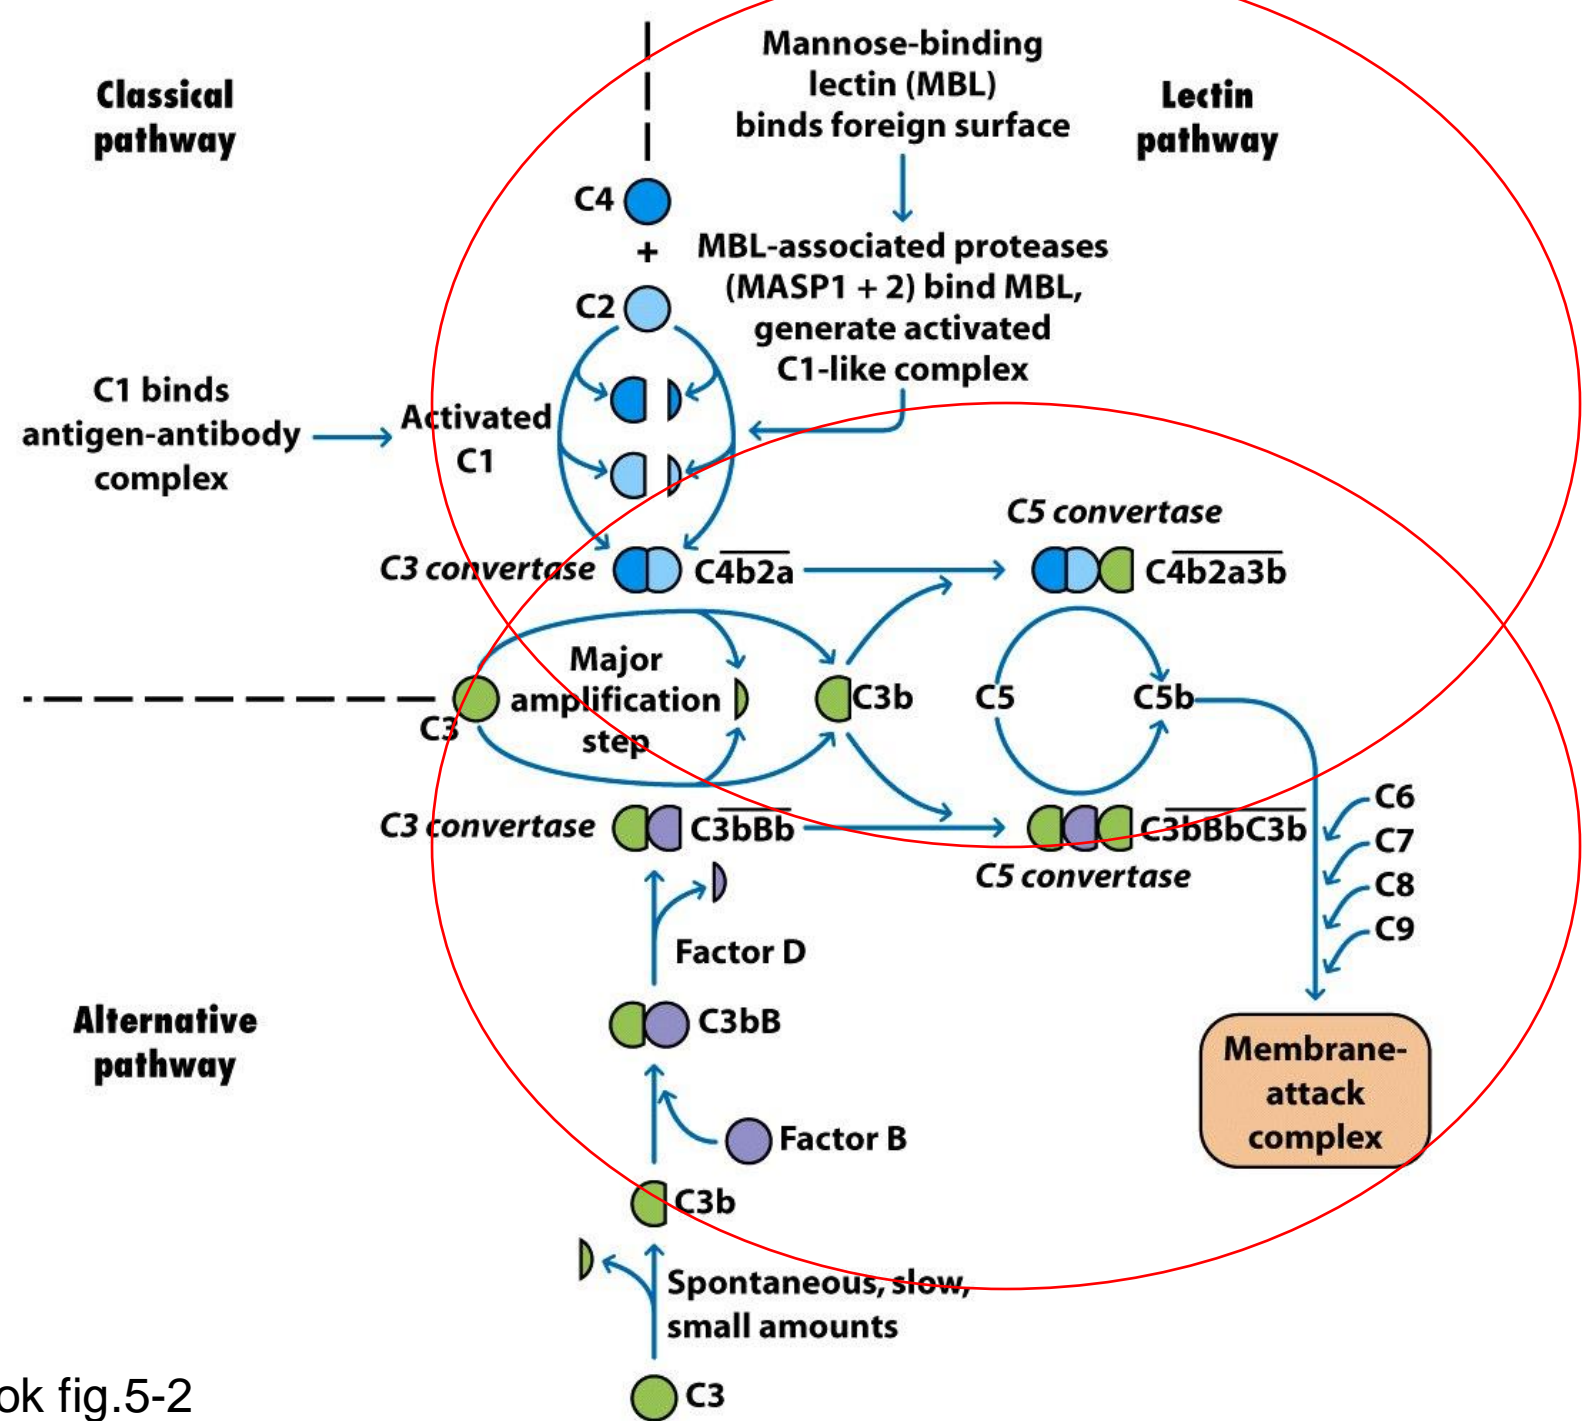 Classical
pathway
Mannose-binding
lectin (MBL)
binds foreign surface
Lectin
pathway
C4
+
C2
MBL-associated proteases
(MASP1 + 2) bind MBL,
generate activated
C1-like complex
C1 binds
antigen-antibody
complex
Activated
C1
C3 convertase
C4b2a
C5 convertase
C4b2a3b
C3
Major
amplification
step
C3b
C5
C5b
C3 convertase
C3bBb
C3bBbC3b
C5 convertase
C6
C7
C8
C9
Factor D
Alternative
pathway
C3bB
Membrane-
attack
complex
Factor B
C3b
Spontaneous, slow,
small amounts
C3
ok fig.5-2